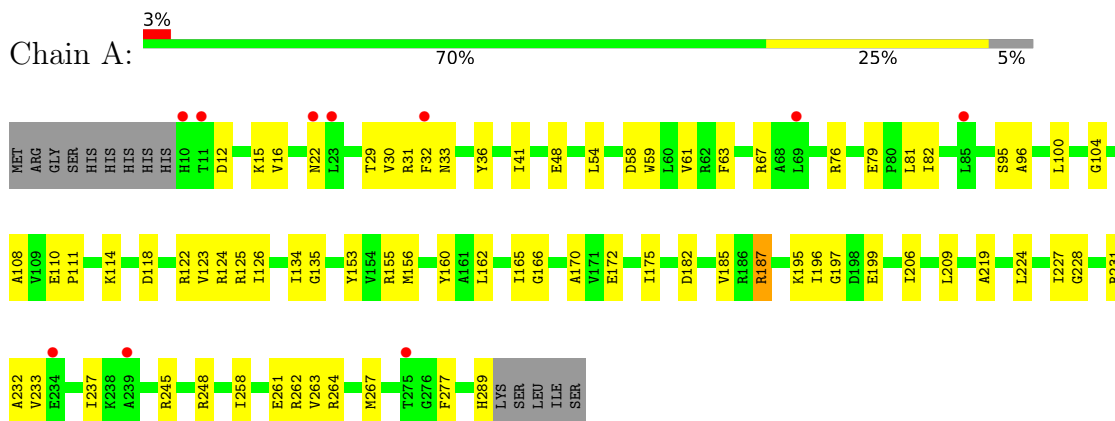 3%
Chain A:
70% 25% 5%
MET ARG GLY SER HIS HIS HIS HIS HIS HIS H10 T11 D12 K15 V16 N22 L23 T29 V30 R31 F32 N33 Y36 I41 E48 L54 D58 W59 L60 V61 R62 F63 R67 A68 L69 R76 E79 P80 L81 I82 L85 S95 A96 L100 G104
A108 V109 E110 P111 K114 D118 R122 V123 R124 R125 I126 I134 G135 Y153 V154 R155 M156 Y160 A161 L162 I165 G166 A170 V171 E172 I175 D182 V185 R186 R187 K195 I196 G197 D198 E199 I206 L209 A219 L224 I227 G228 R231
A232 V233 E234 I237 K238 A239 R245 R248 I258 E261 R262 V263 R264 M267 T275 G276 F277 H289 LYS SER LEU ILE SER